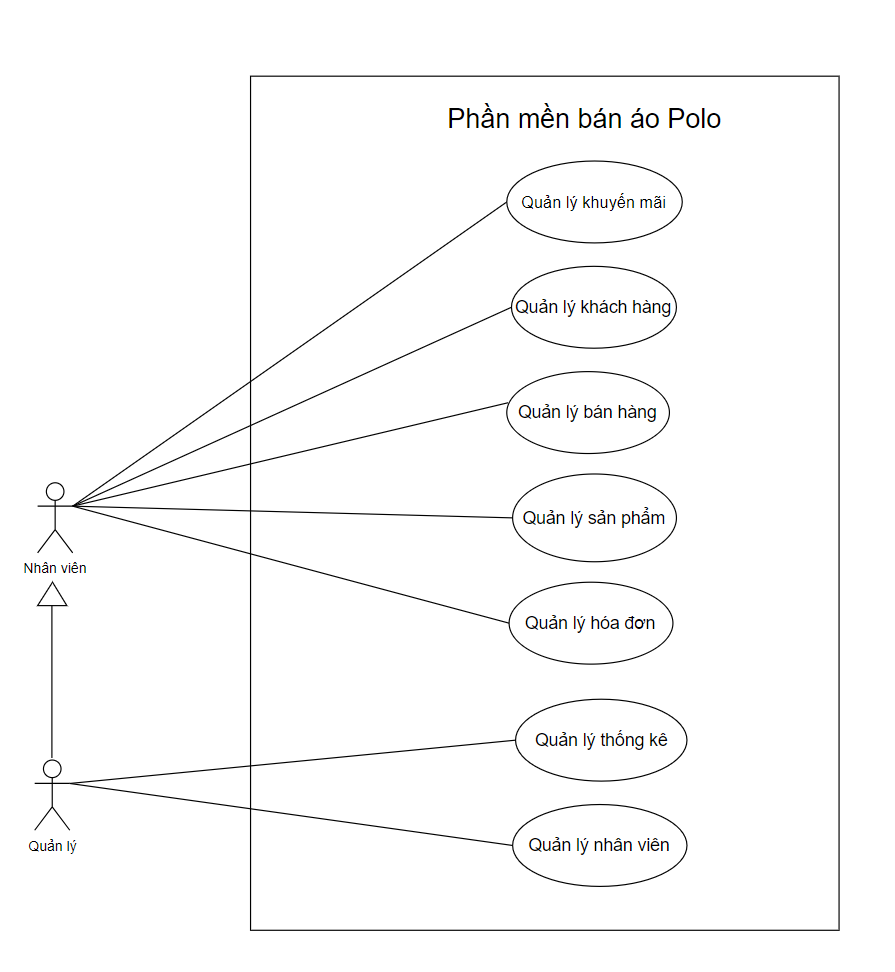 Phần mền bán áo Polo
Quản lý khuyến mãi
Quản lý khách hàng
Quản lý bán hàng
Quản lý sản phẩm
Nhân viên
Quản lý hóa đơn
Quản lý thống kê
Quản lý nhân viên
Quản lý